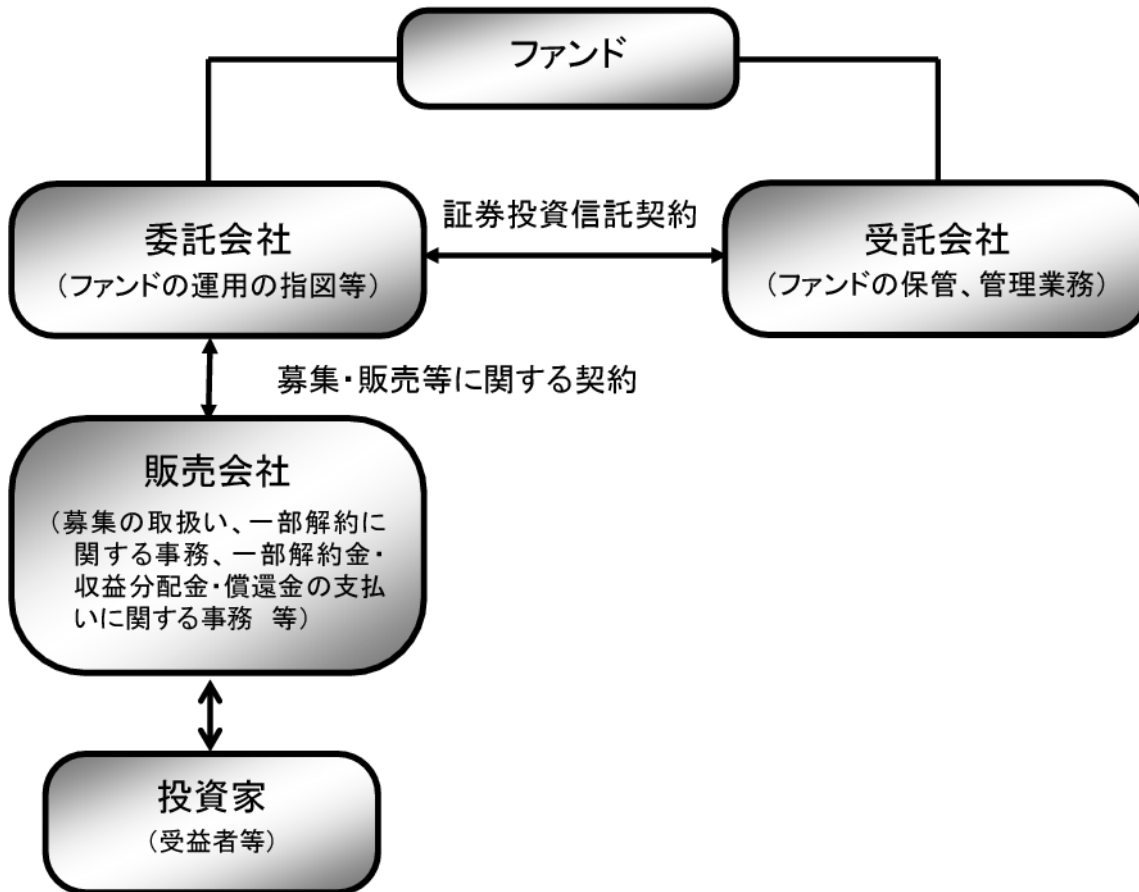 ファンド
委託会社
（ファンドの運用の指図等）
証券投資信託契約
受託会社
（ファンドの保管、管理業務）
募集・販売等に関する契約
販売会社
（募集の取扱い、一部解約に
関する事務、一部解約金・
収益分配金・償還金の支払
いに関する事務　等）
投資家
（受益者等）